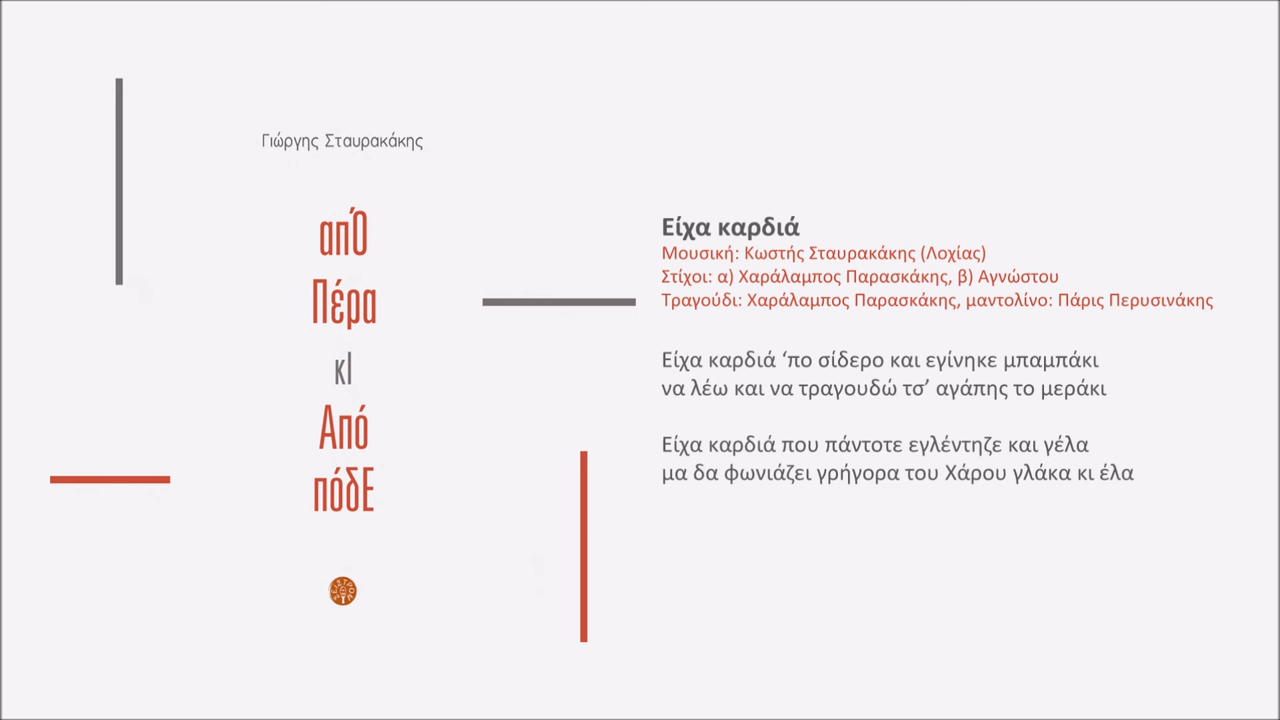 Γιώργης Σταυρακάκης
απΌ
Πέρα
κΙ
Από
πόδΕ
Είχα καρδιά
Μουσική: Κωστής Σταυρακάκης (Λοχίας)
Στίχοι: α) Χαράλαμπος Παρασκάκης, β) Αγνώστου
Τραγούδι: Χαράλαμπος Παρασκάκης, μαντολίνο: Πάρις Περυσινάκης
Είχα καρδιά ‘πο σίδερο και εγίνηκε μπαμπάκι
να λέω και να τραγουδώ τσ’ αγάπης το μεράκι
Είχα καρδιά που πάντοτε εγλέντηζε και γέλα
μα δα φωνιάζει γρήγορα του Χάρου γλάκα κι έλα